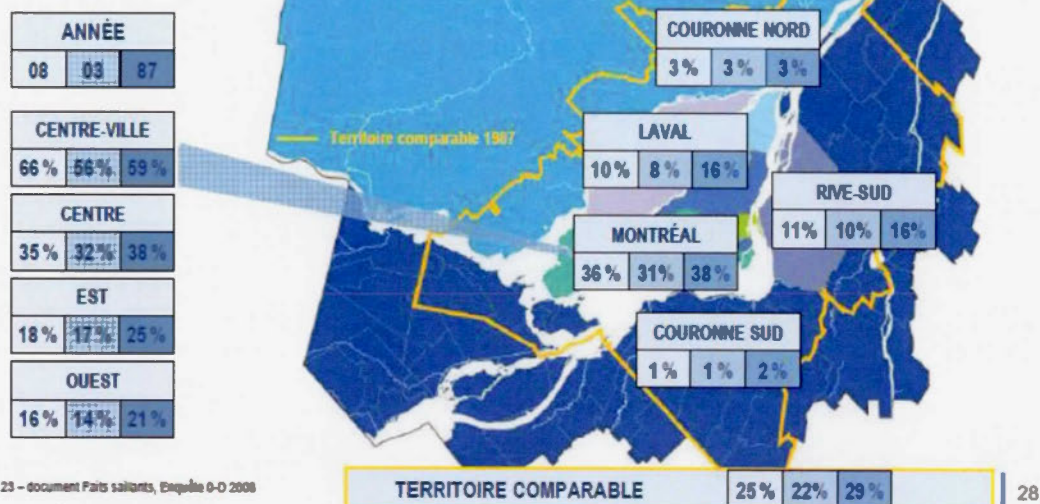 ANNÉE
08 03 87
CENTRE-VILLE
66 % 56 % 59 %
CENTRE
35 % 32 % 38 %
EST
18 % 17 % 25 %
OUEST
16 % 14 % 21 %
Territoire comparable 1987
COURONNE NORD
3 % 3 % 3 %
LAVAL
10 % 8 % 16 %
RIVE-SUD
11% 10% 16%
MONTRÉAL
36 % 31% 38 %
COURONNE SUD
1 % 1 % 2 %
23 – document Faits saillants, Enquête O-D 2008
TERRITOIRE COMPARABLE 25 % 22% 29 %
28